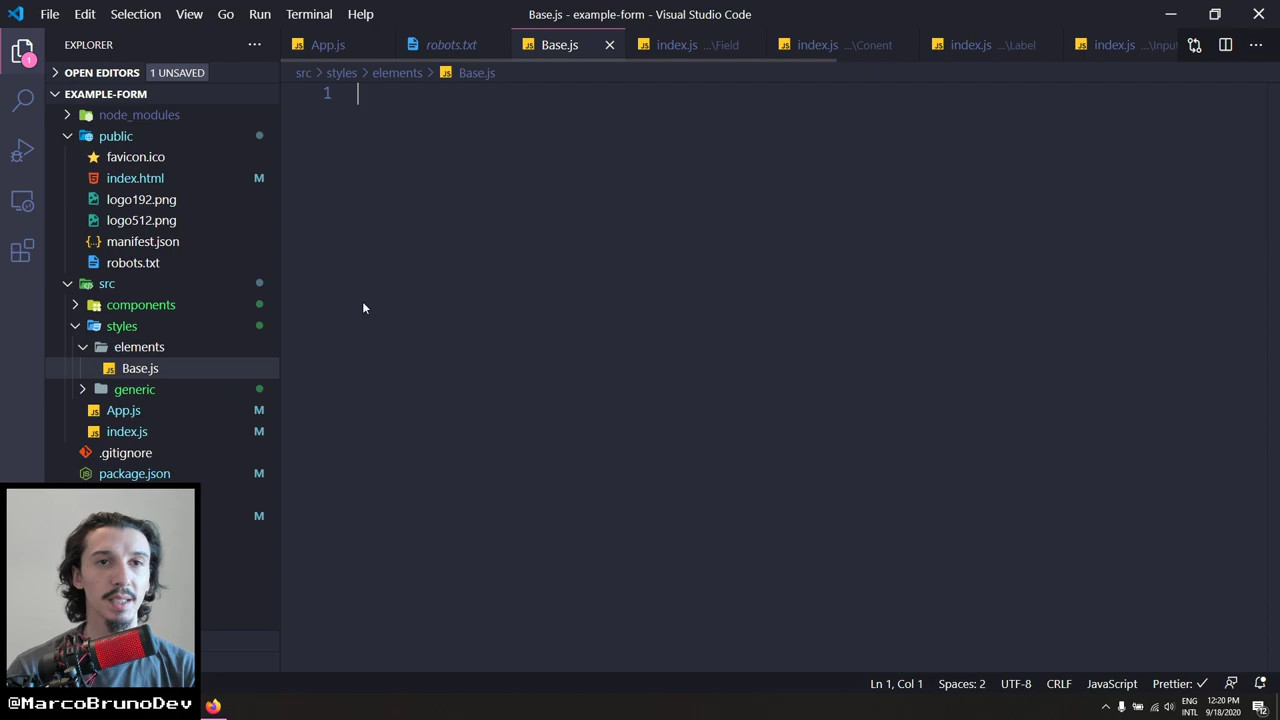 File Edit Selection View Go Run Terminal Help
Base.js - example-form - Visual Studio Code
EXPLORER
App.js
robots.txt
Base.js
index.js ...\Field
index.js ...\Conent
index.js ...\Label
index.js ...\Input
1
OPEN EDITORS 1 UNSAVED
src > styles > elements > Base.js
EXAMPLE-FORM
1
node_modules
public
favicon.ico
index.html M
logo192.png
logo512.png
manifest.json
robots.txt
src
components
styles
elements
Base.js
generic
App.js M
index.js M
.gitignore
package.json M
M
@MarcoBrunoDev
Ln 1, Col 1 Spaces: 2 UTF-8 CRLF JavaScript Prettier: ✓
ENG
INTL
12:20 PM
9/18/2020
12